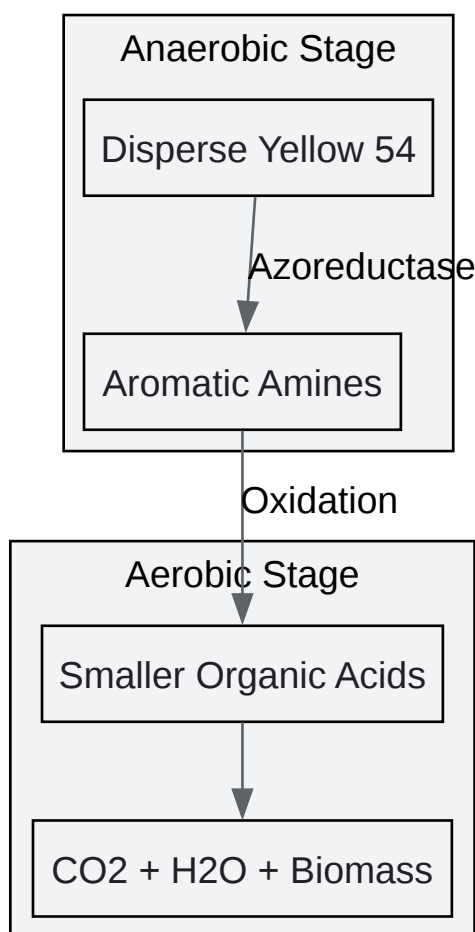 Anaerobic Stage
Disperse Yellow 54
Azoreductase
Aromatic Amines
Oxidation
Aerobic Stage
Smaller Organic Acids
CO2 + H2O + Biomass